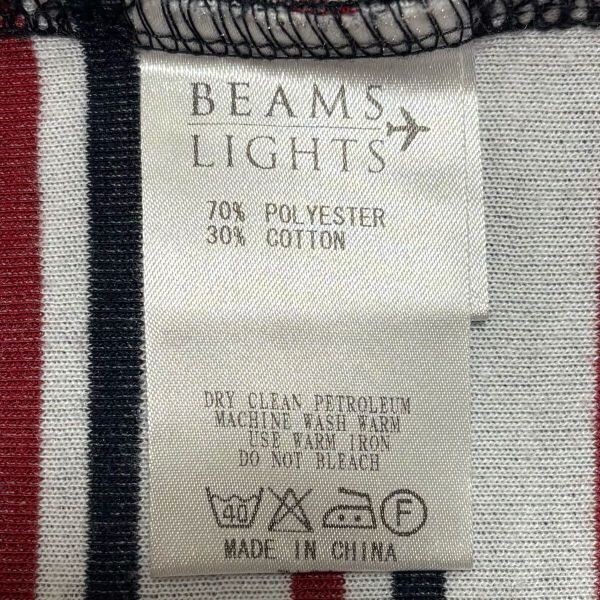 BEAMS
LIGHTS
70% POLYESTER
30% COTTON
DRY CLEAN PETROLEUM
MACHINE WASH WARM
USE WARM IRON
DO NOT BLEACH
40 F
MADE IN CHINA